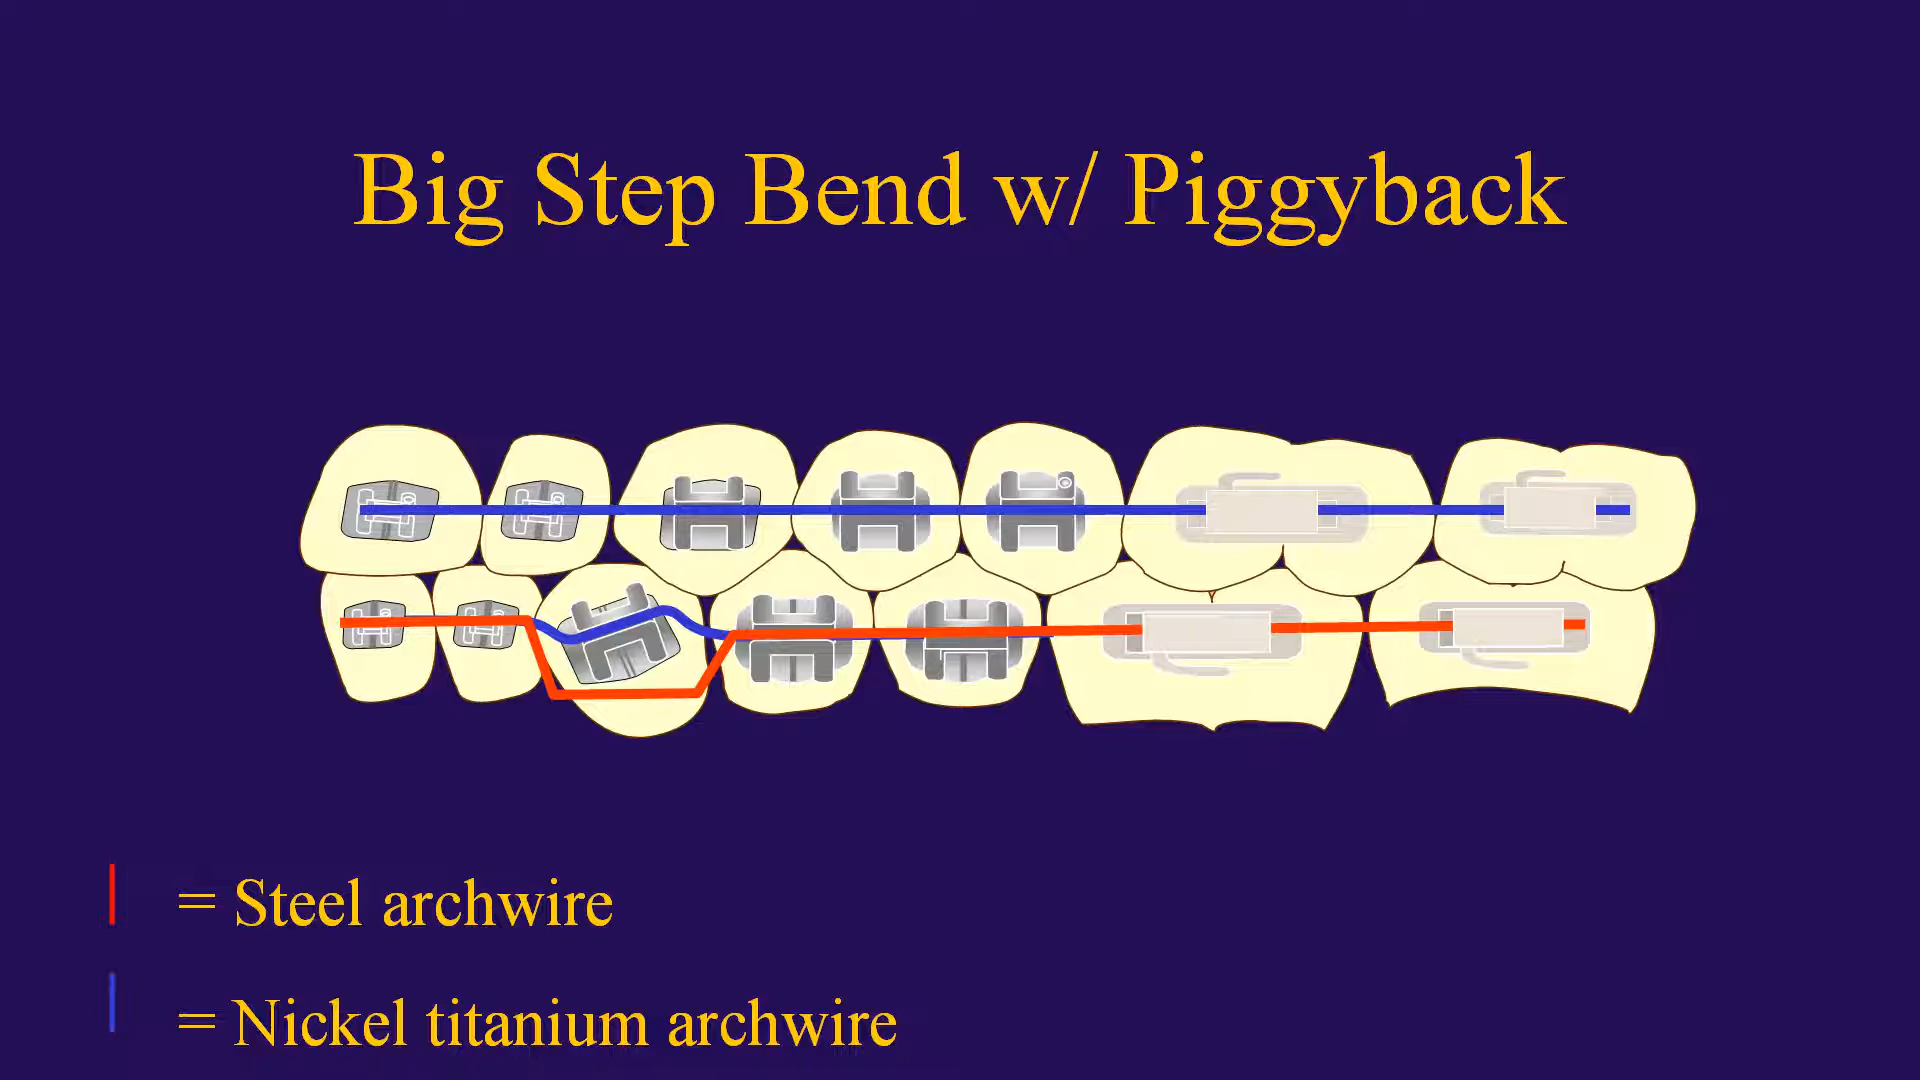 Big Step Bend w/ Piggyback
= Steel archwire
= Nickel titanium archwire